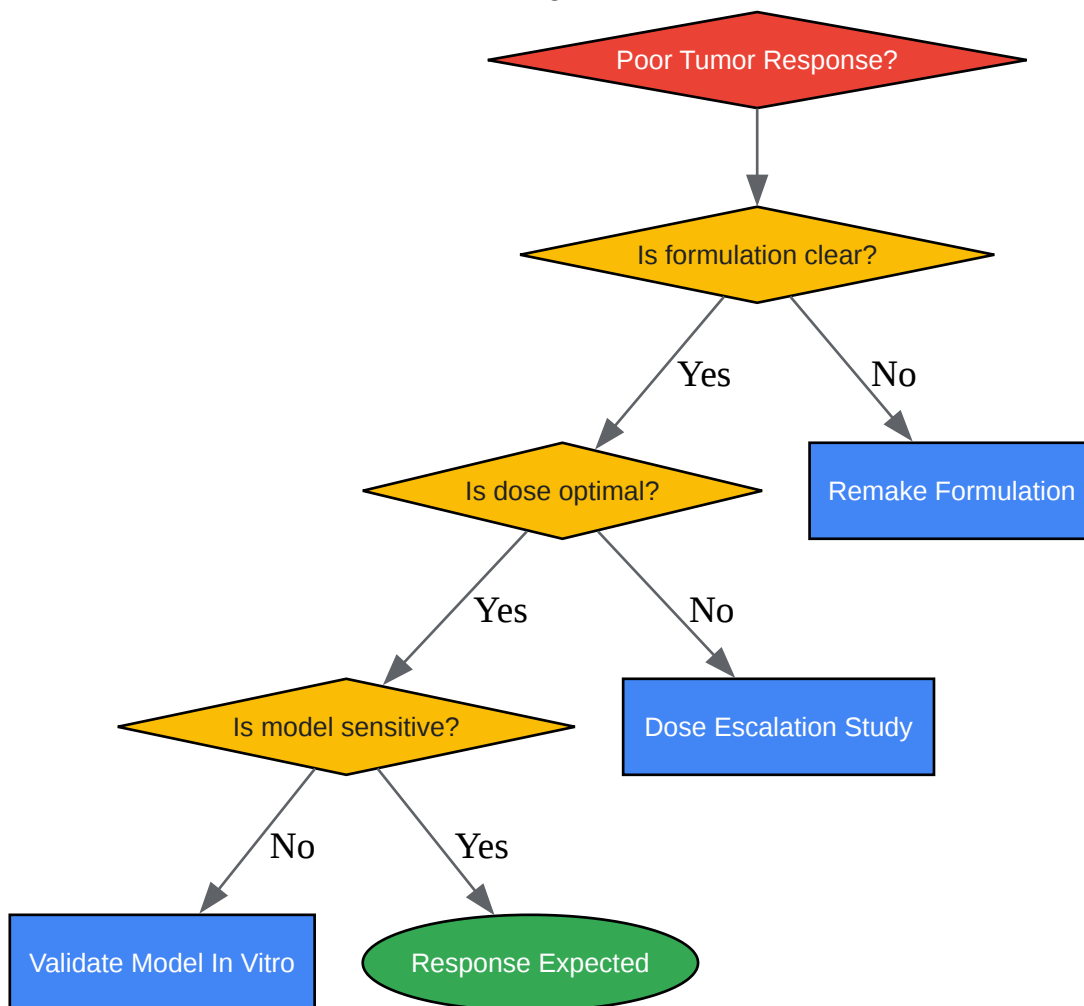 Poor Tumor Response?
Is formulation clear?
Yes
No
Is dose optimal?
Remake Formulation
Yes
No
Is model sensitive?
Dose Escalation Study
No
Yes
Validate Model In Vitro
Response Expected